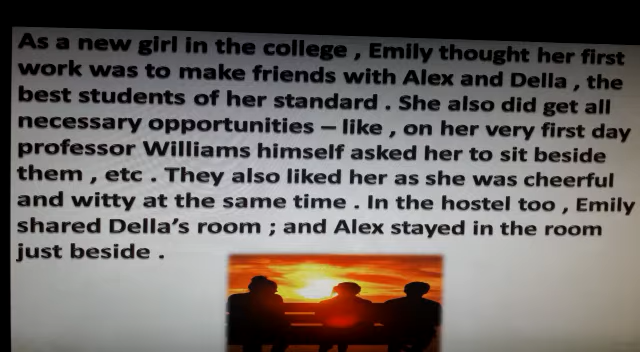 As a new girl in the college , Emily thought her first
work was to make friends with Alex and Della , the
best students of her standard . She also did get all
necessary opportunities – like , on her very first day
professor Williams himself asked her to sit beside
them , etc . They also liked her as she was cheerful
and witty at the same time . In the hostel too , Emily
shared Della's room ; and Alex stayed in the room
just beside .